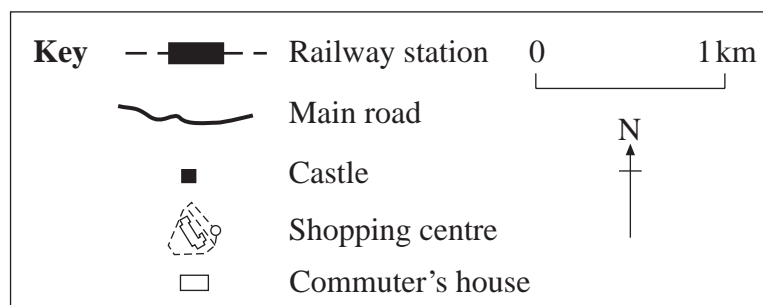 Key Railway station 0 1 km
Main road
N
Castle
Shopping centre
Commuter's house